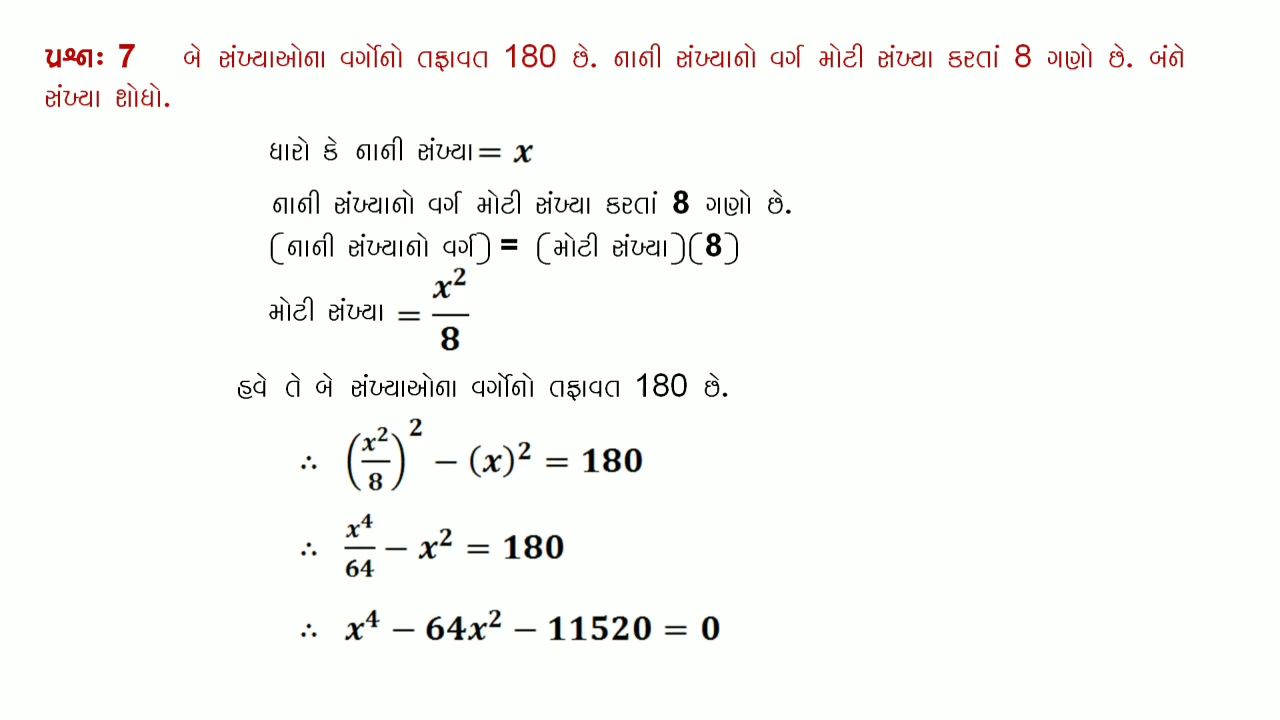 પ્રશ્નઃ 7 બે સંખ્યાઓના વર્ગોનો તફાવત 180 છે. નાની સંખ્યાનો વર્ગ મોટી સંખ્યા કરતાં 8 ગણો છે. બંને
સંખ્યા શોધો.
ધારો કે નાની સંખ્યા = x
નાની સંખ્યાનો વર્ગ મોટી સંખ્યા કરતાં 8 ગણો છે.
(નાની સંખ્યાનો વર્ગ) = (મોટી સંખ્યા)(8)
મોટી સંખ્યા = x²/8
હવે તે બે સંખ્યાઓના વર્ગોનો તફાવત 180 છે.
∴ (x²/8)² − (x)² = 180
∴ x⁴/64 − x² = 180
∴ x⁴ − 64x² − 11520 = 0